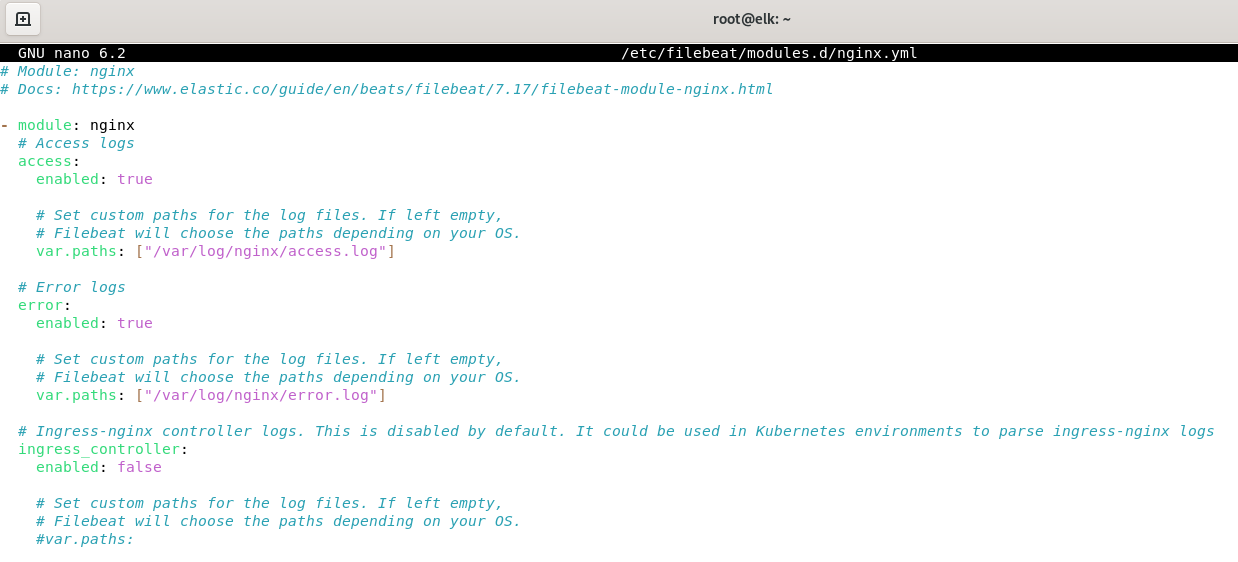 root@elk: ~
GNU nano 6.2 /etc/filebeat/modules.d/nginx.yml
# Module: nginx
# Docs: https://www.elastic.co/guide/en/beats/filebeat/7.17/filebeat-module-nginx.html
- module: nginx
# Access logs
access:
enabled: true
# Set custom paths for the log files. If left empty,
# Filebeat will choose the paths depending on your OS.
var.paths: ["/var/log/nginx/access.log"]
# Error logs
error:
enabled: true
# Set custom paths for the log files. If left empty,
# Filebeat will choose the paths depending on your OS.
var.paths: ["/var/log/nginx/error.log"]
# Ingress-nginx controller logs. This is disabled by default. It could be used in Kubernetes environments to parse ingress-nginx logs
ingress_controller:
enabled: false
# Set custom paths for the log files. If left empty,
# Filebeat will choose the paths depending on your OS.
#var.paths: